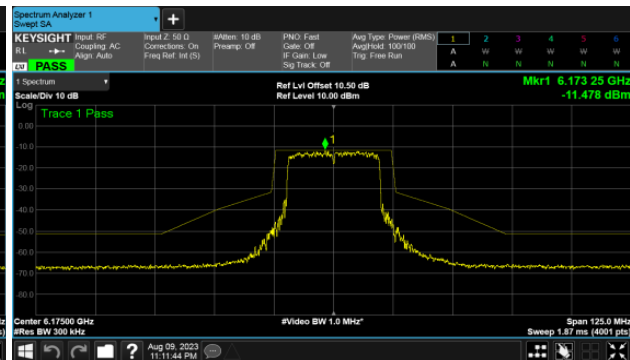 Spectrum Analyzer 1
Swept SA
+
KEYSIGHT Input: RF Input Z: 50 Ω #Atten: 10 dB PNO: Fast Avg Type: Power (RMS) 1 2 3 4 5 6
RL Coupling: AC Corrections: On Preamp: Off Gate: Off Avg|Hold: 100/100 A W W W W W
Align: Auto Freq Ref: Int (S) IF Gain: Low Trig: Free Run
LXI PASS Sig Track: Off A N N N N N
1 Spectrum Ref Lvl Offset 10.50 dB Mkr1 6.173 25 GHz
Scale/Div 10 dB Ref Level 10.00 dBm -11.478 dBm
Log
Trace 1 Pass
0.00
-10.0
1
-20.0
-30.0
-40.0
-50.0
-60.0
-70.0
-80.0
Center 6.17500 GHz #Video BW 1.0 MHz* Span 125.0 MHz
#Res BW 300 kHz Sweep 1.87 ms (4001 pts)
? Aug 09, 2023
11:11:44 PM